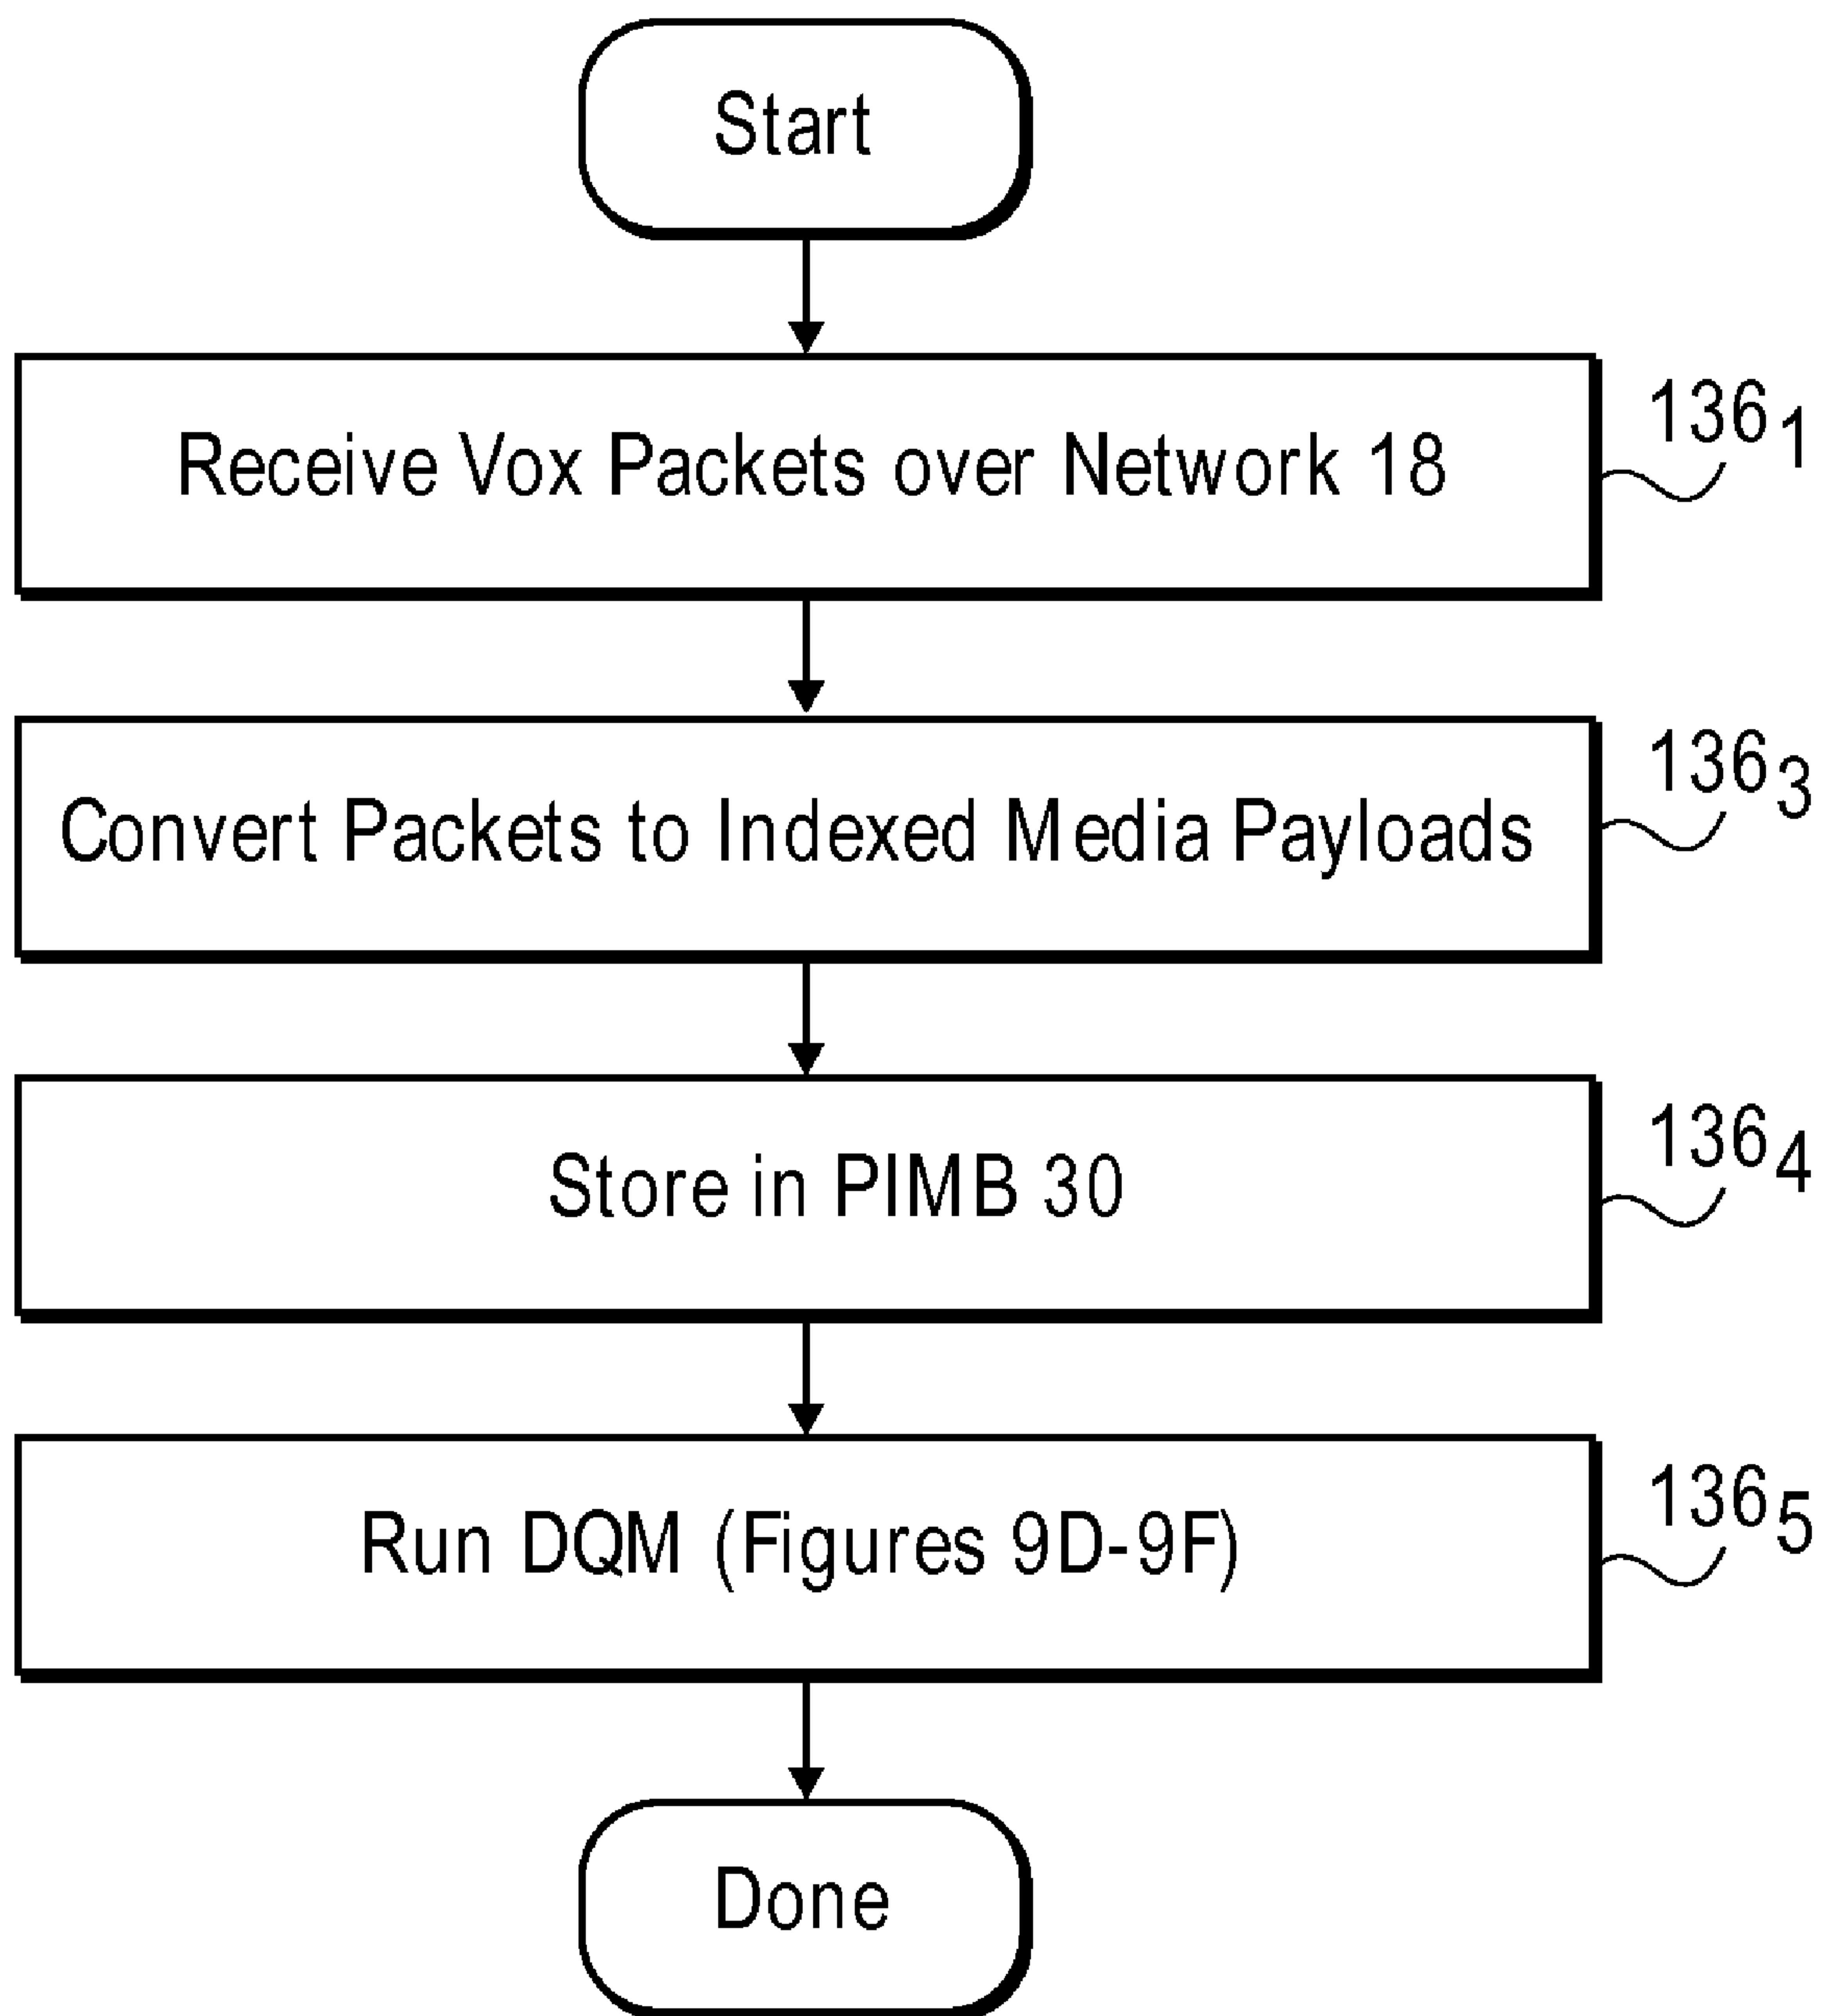 Start
Receive Vox Packets over Network 18
136₁
Convert Packets to Indexed Media Payloads
136₃
Store in PIMB 30
136₄
Run DQM (Figures 9D-9F)
136₅
Done